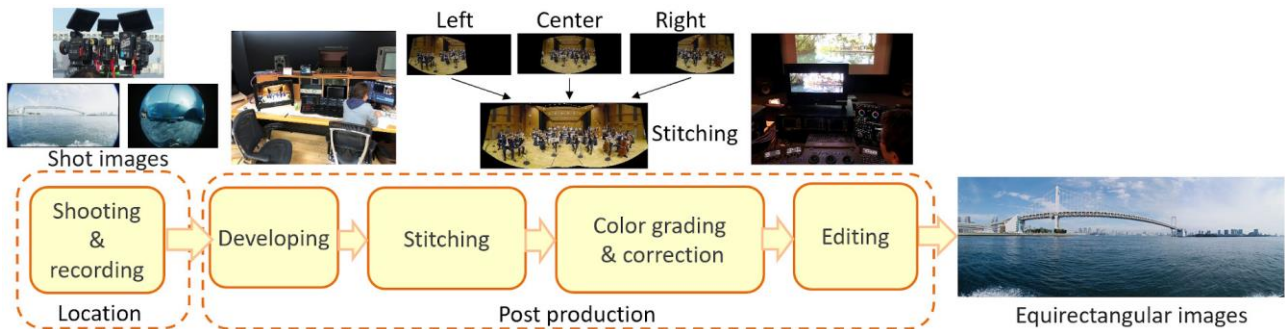 Left
Center
Right
Stitching
Shot images
Shooting
&
recording
Developing
Stitching
Color grading
& correction
Editing
Location
Post production
Equirectangular images